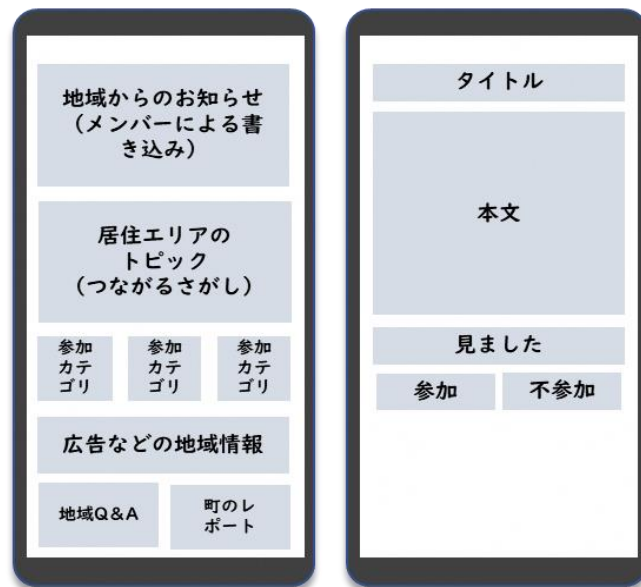 地域からのお知らせ
（メンバーによる書
き込み）
居住エリアの
トピック
（つながるさがし）
参加
カテ
ゴリ
参加
カテ
ゴリ
参加
カテ
ゴリ
広告などの地域情報
地域Q&A
町のレ
ポート
タイトル
本文
見ました
参加
不参加